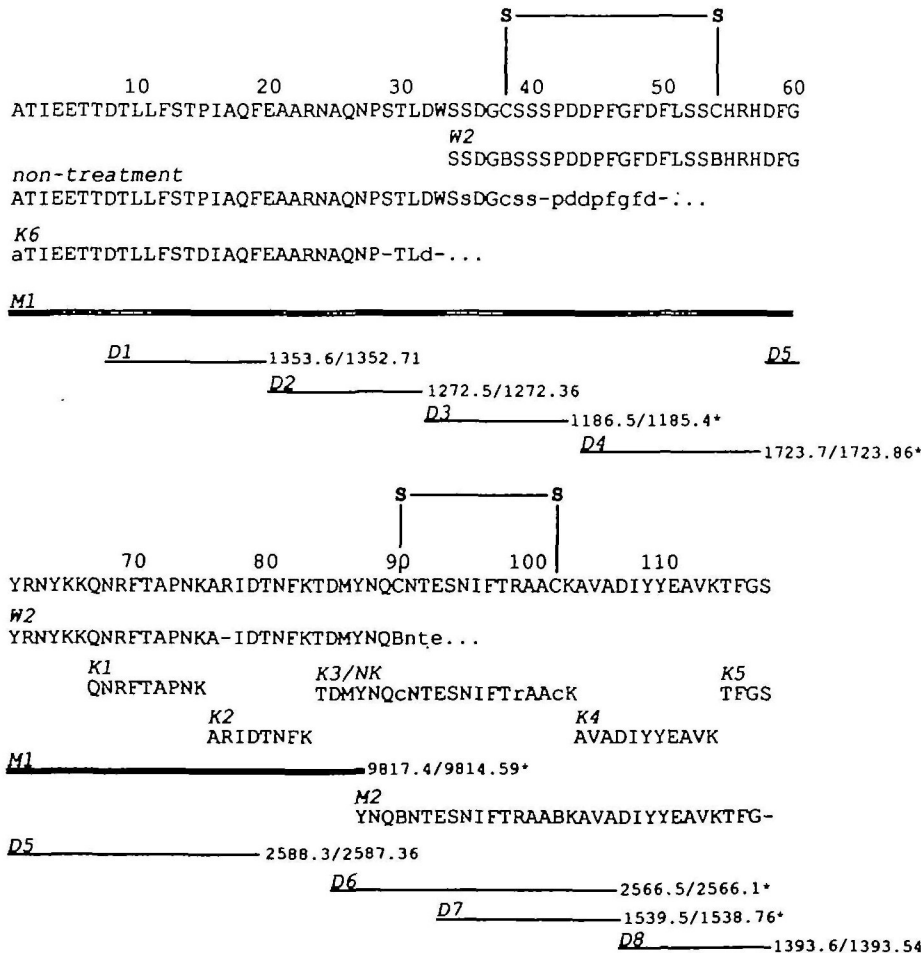 S S
10 20 30 40 50 60
ATIEETTDTLLFSTPIAQFEAARNAQNPSTLDWSSDGCSSSPDDPFGFDFLSSCHRHDFG
W2
SSDGBSSSPDDPFGFDFLSSBHRHDFG
non-treatment
ATIEETTDTLLFSTPIAQFEAARNAQNPSTLDWSsDGcss-pddpfgfd-:...
K6
aTIEETTDTLLFSTDIAQFEAARNAQNP-TLd-...
M1
D1 1353.6/1352.71 D5
D2 1272.5/1272.36
D3 1186.5/1185.4*
D4 1723.7/1723.86*
S S
70 80 90 100 110
YRNYKKQNRFTAPNKARIDTNFKTDMYNQCNTESNIFTRAACKAVADIYYEAVKTFGS
W2
YRNYKKQNRFTAPNKA-IDTNFKTDMYNQBnte...
K1 K3/NK K5
QNRFTAPNK TDMYNQcNTESNIFTrAAcK TFGS
K2 K4
ARIDTNFK AVADIYYEAVK
M1 9817.4/9814.59*
M2
YNQBNTESNIFTRAABKAVADIYYEAVKTFG-
D5 2588.3/2587.36
D6 2566.5/2566.1*
D7 1539.5/1538.76*
D8 1393.6/1393.54